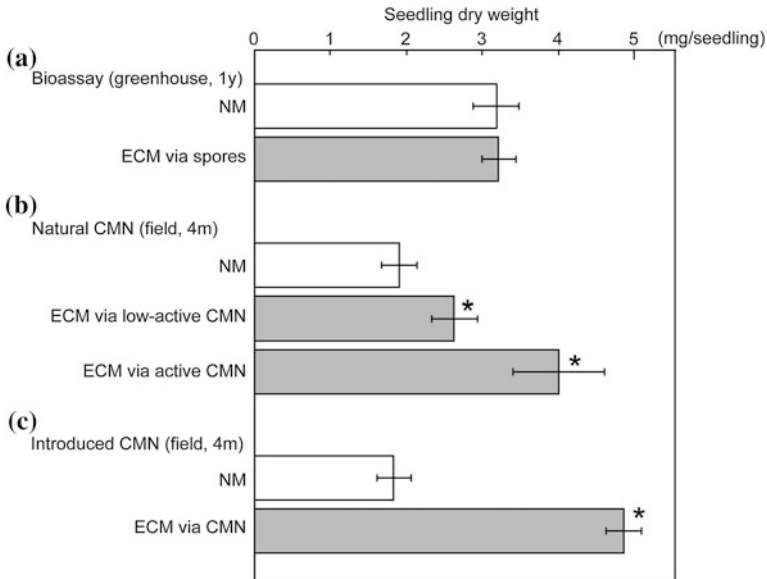 Seedling dry weight
0 1 2 3 4 5 (mg/seedling)
(a)
Bioassay (greenhouse, 1y)
NM
ECM via spores
(b)
Natural CMN (field, 4m)
NM
ECM via low-active CMN
*
ECM via active CMN
*
(c)
Introduced CMN (field, 4m)
NM
ECM via CMN
*